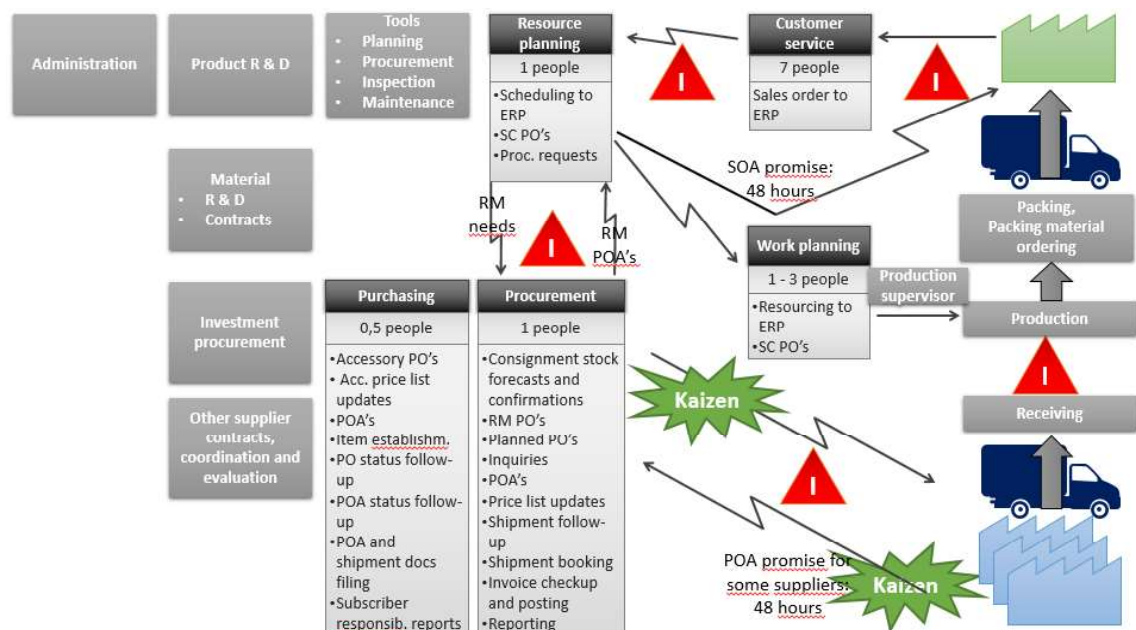 Administration
Product R & D
Tools
• Planning
• Procurement
• Inspection
• Maintenance
Resource
planning
1 people
•Scheduling to
ERP
•SC PO's
•Proc. requests
I
Customer
service
7 people
Sales order to
ERP
I
SOA promise:
48 hours
Material
• R & D
• Contracts
RM
needs
I
RM
POA's
Work planning
1 - 3 people
•Resourcing to
ERP
•SC PO's
Production
supervisor
Packing,
Packing material
ordering
Production
I
Receiving
Investment
procurement
Other supplier
contracts,
coordination and
evaluation
Purchasing
0,5 people
•Accessory PO's
• Acc. price list
updates
•POA's
•Item establishm.
•PO status follow-
up
•POA status follow-
up
•POA and
shipment docs
filing
•Subscriber
responsib. reports
Procurement
1 people
•Consignment stock
forecasts and
confirmations
•RM PO's
•Planned PO's
•Inquiries
•POA's
•Price list updates
•Shipment follow-
up
•Shipment booking
•Invoice checkup
and posting
•Reporting
Kaizen
I
POA promise for
some suppliers:
48 hours
Kaizen